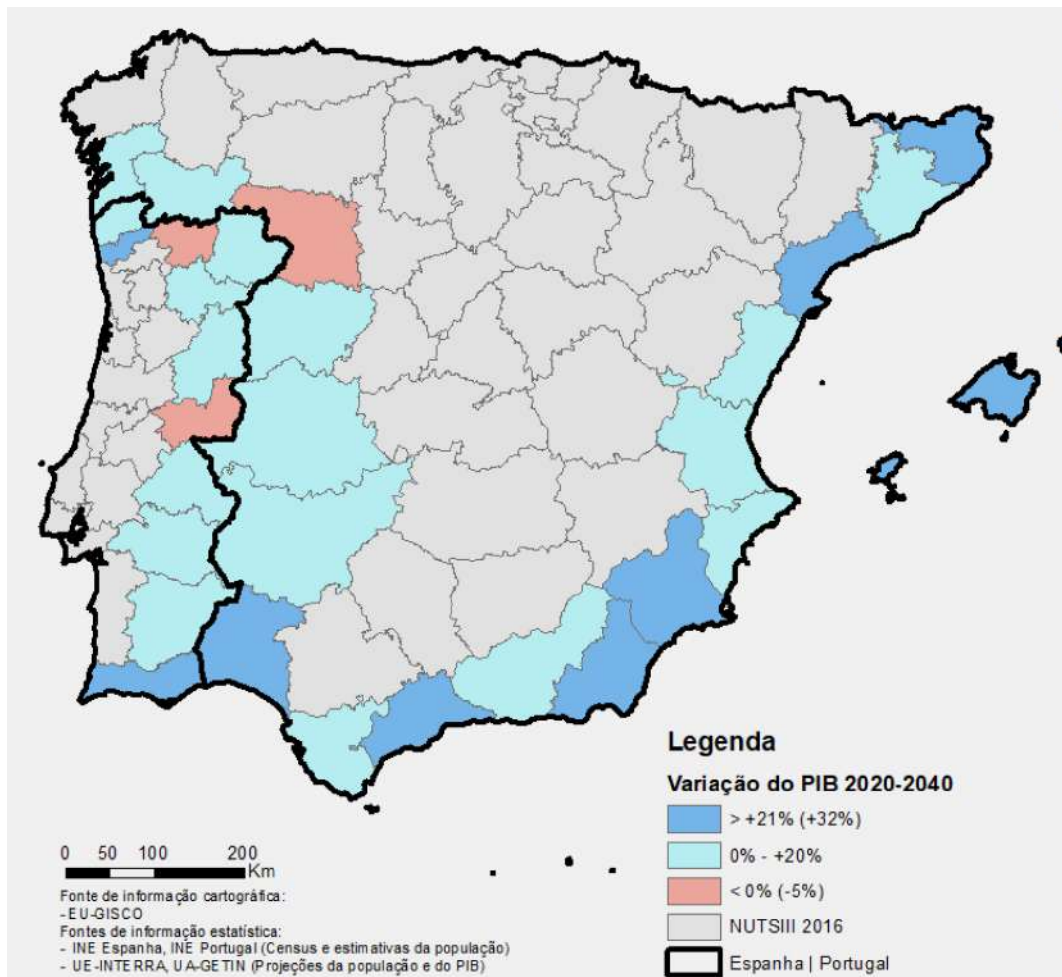 Legenda
Variação do PIB 2020-2040
> +21% (+32%)
0% - +20%
< 0% (-5%)
NUTSIII 2016
Espanha | Portugal
0 50 100 200
Km
Fonte de informação cartográfica:
- EU-GISCO
Fontes de informação estatística:
- INE Espanha, INE Portugal (Census e estimativas da população)
- UE-INTERRA, UA-GETIN (Projeções da população e do PIB)